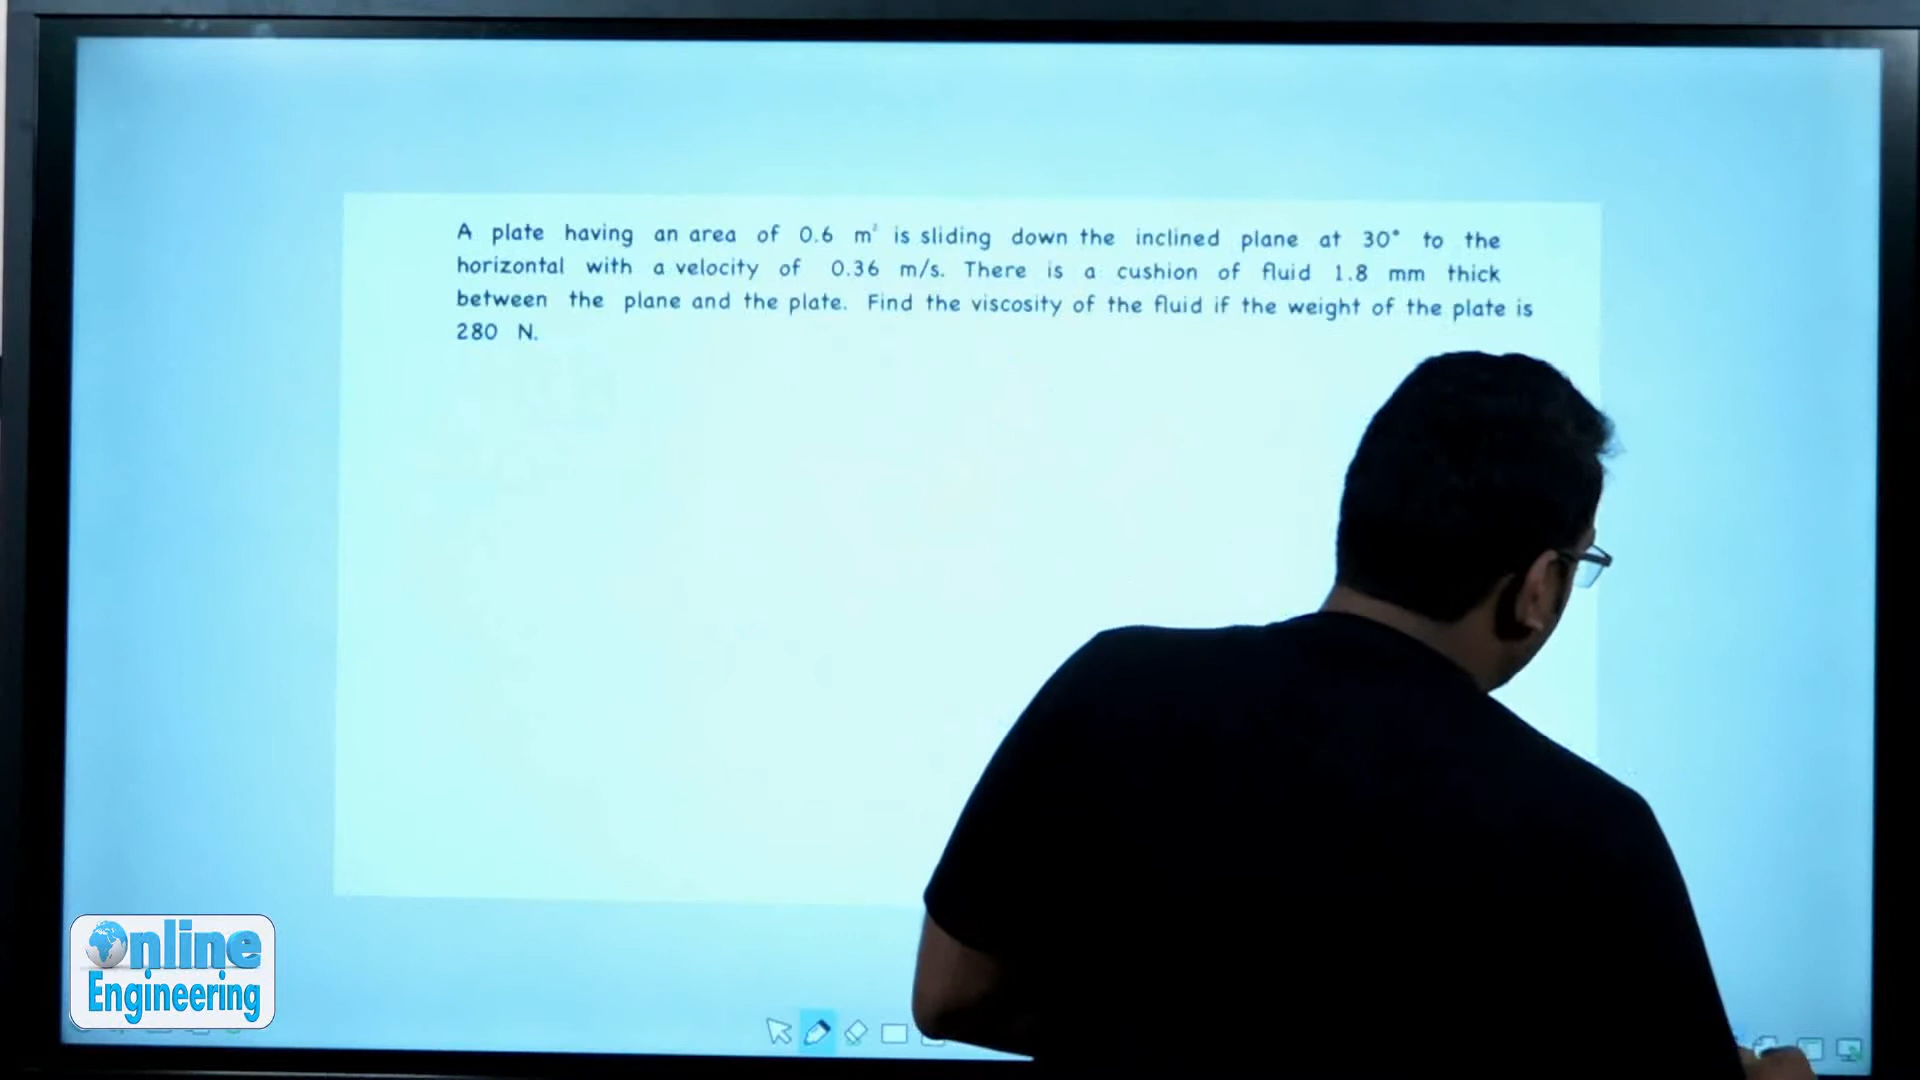 A plate having an area of 0.6 m² is sliding down the inclined plane at 30° to the
horizontal with a velocity of 0.36 m/s. There is a cushion of fluid 1.8 mm thick
between the plane and the plate. Find the viscosity of the fluid if the weight of the plate is
280 N.
Online
Engineering